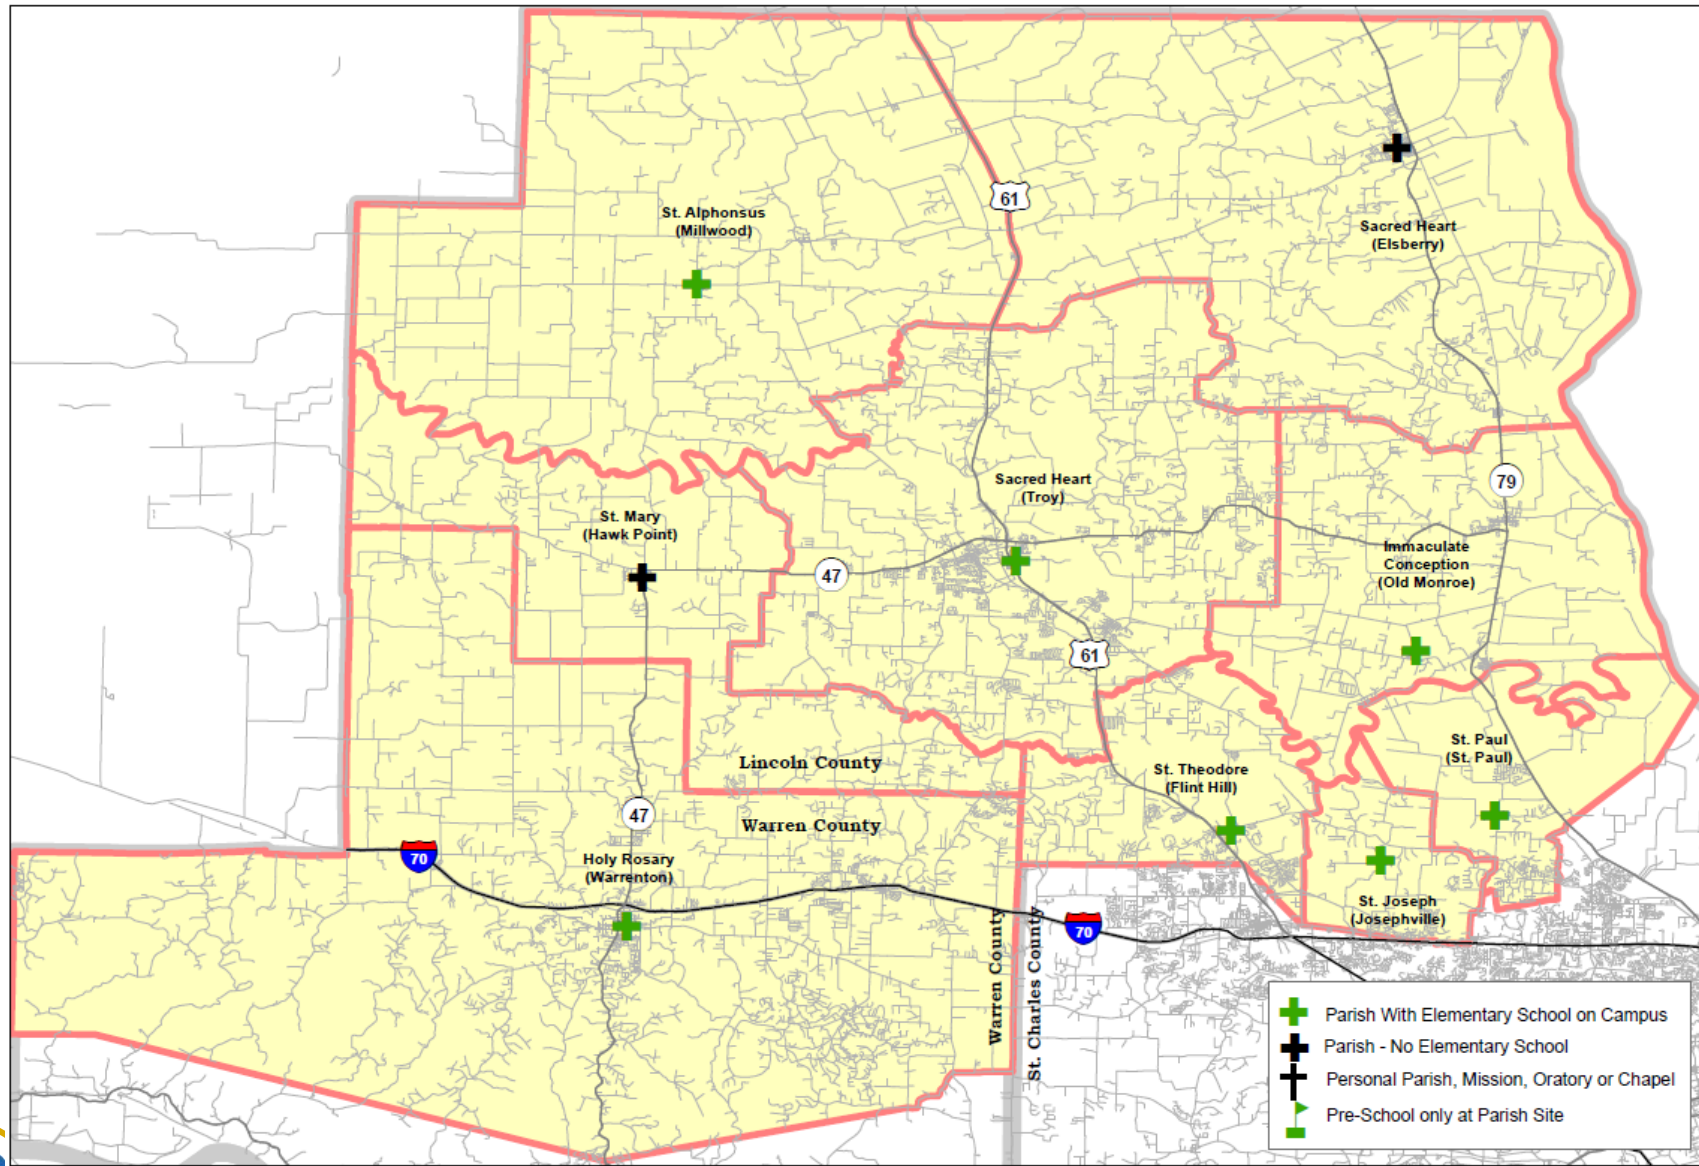 61
St. Alphonsus
(Millwood)
Sacred Heart
(Elsberry)
Sacred Heart
(Troy)
79
St. Mary
(Hawk Point)
47
Immaculate
Conception
(Old Monroe)
61
Lincoln County
St. Theodore
(Flint Hill)
St. Paul
(St. Paul)
47
Warren County
70
Holy Rosary
(Warrenton)
St. Joseph
(Josephville)
70
Warren County
St. Charles County
Parish With Elementary School on Campus
Parish - No Elementary School
Personal Parish, Mission, Oratory or Chapel
Pre-School only at Parish Site